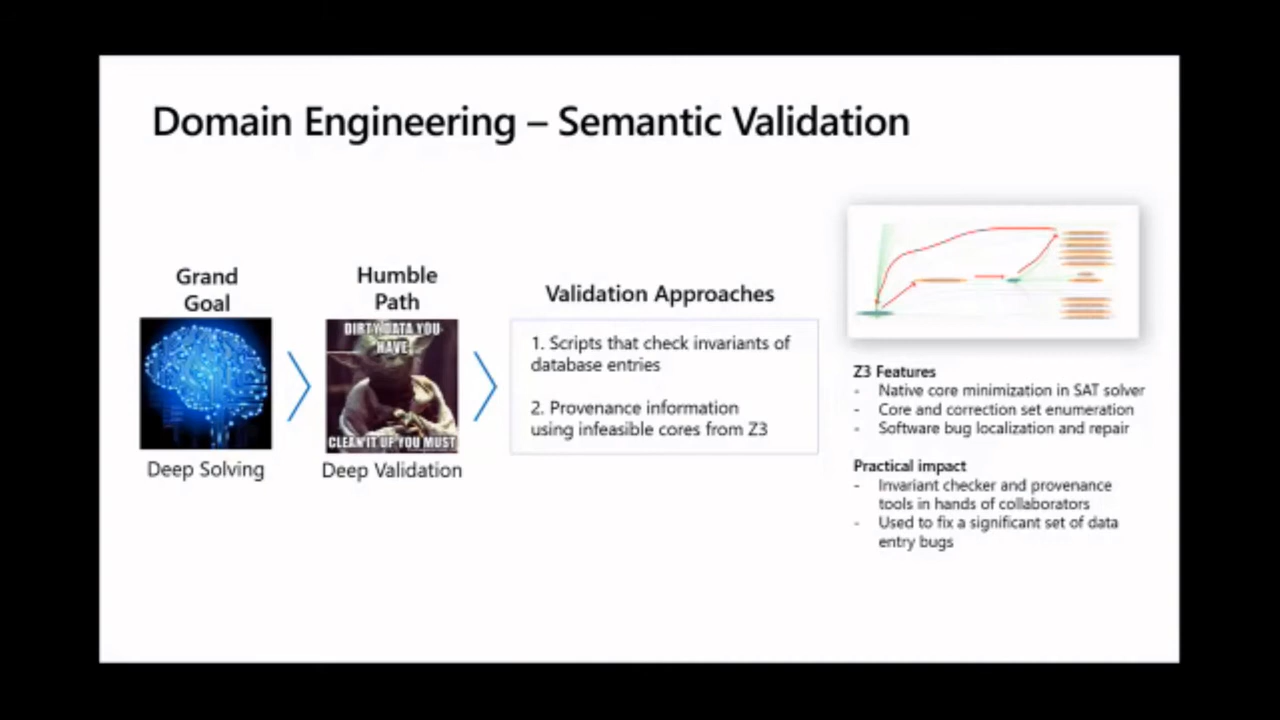 Domain Engineering – Semantic Validation
Grand
Goal
Deep Solving
Humble
Path
DIRTY DATA YOU
HAVE
CLEAN IT UP YOU MUST
Deep Validation
Validation Approaches
1. Scripts that check invariants of
database entries
2. Provenance information
using infeasible cores from Z3
Z3 Features
- Native core minimization in SAT solver
- Core and correction set enumeration
- Software bug localization and repair
Practical impact
- Invariant checker and provenance
tools in hands of collaborators
- Used to fix a significant set of data
entry bugs